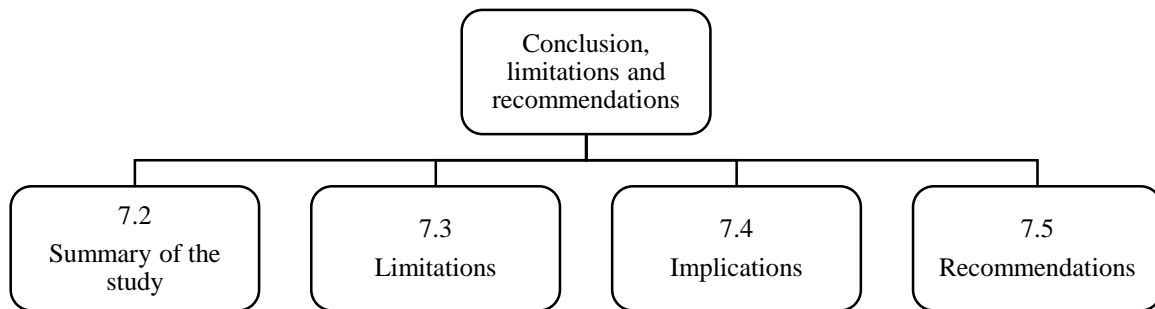 Conclusion,
limitations and
recommendations
7.2
Summary of the
study
7.3
Limitations
7.4
Implications
7.5
Recommendations